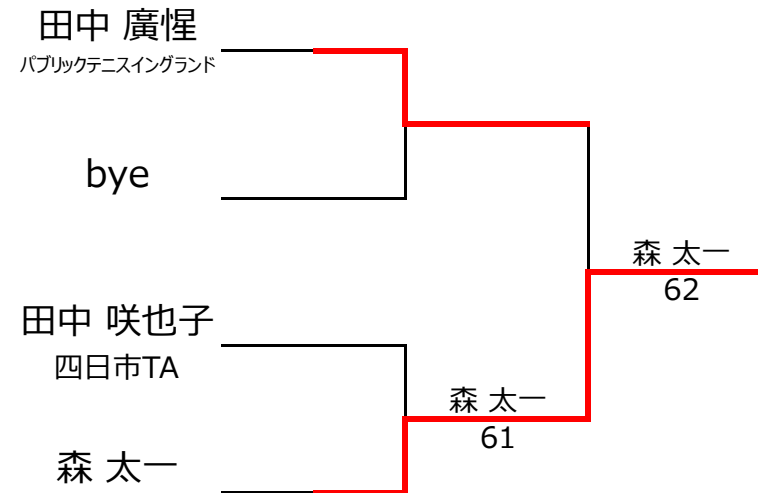 田中 廣惺
パブリックテニスイングランド
bye
森 太一
62
田中 咲也子
四日市TA
森 太一
61
森 太一